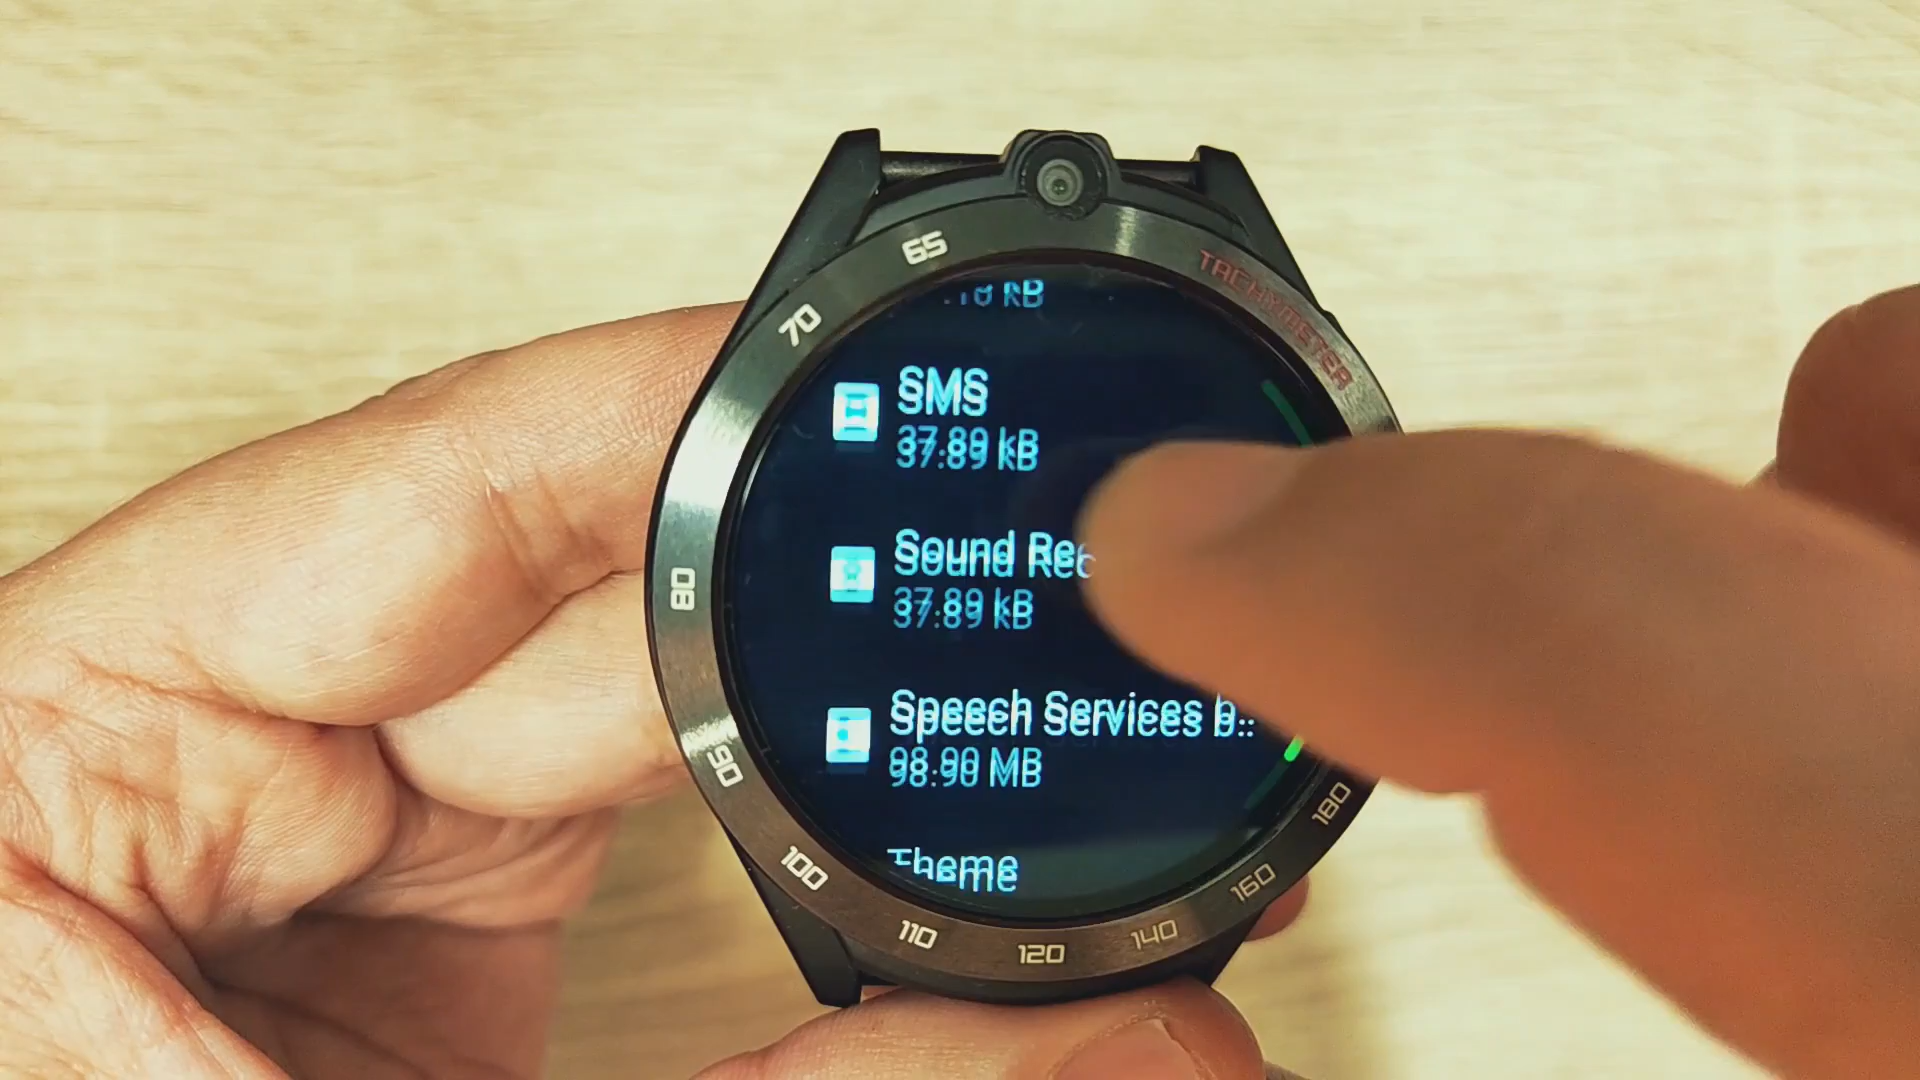 65
TACHYMETER
70
SMS
37.89 kB
80
Sound Rec
37.89 kB
Speech Services b..
98.90 MB
90
180
Theme
100
160
110
140
120